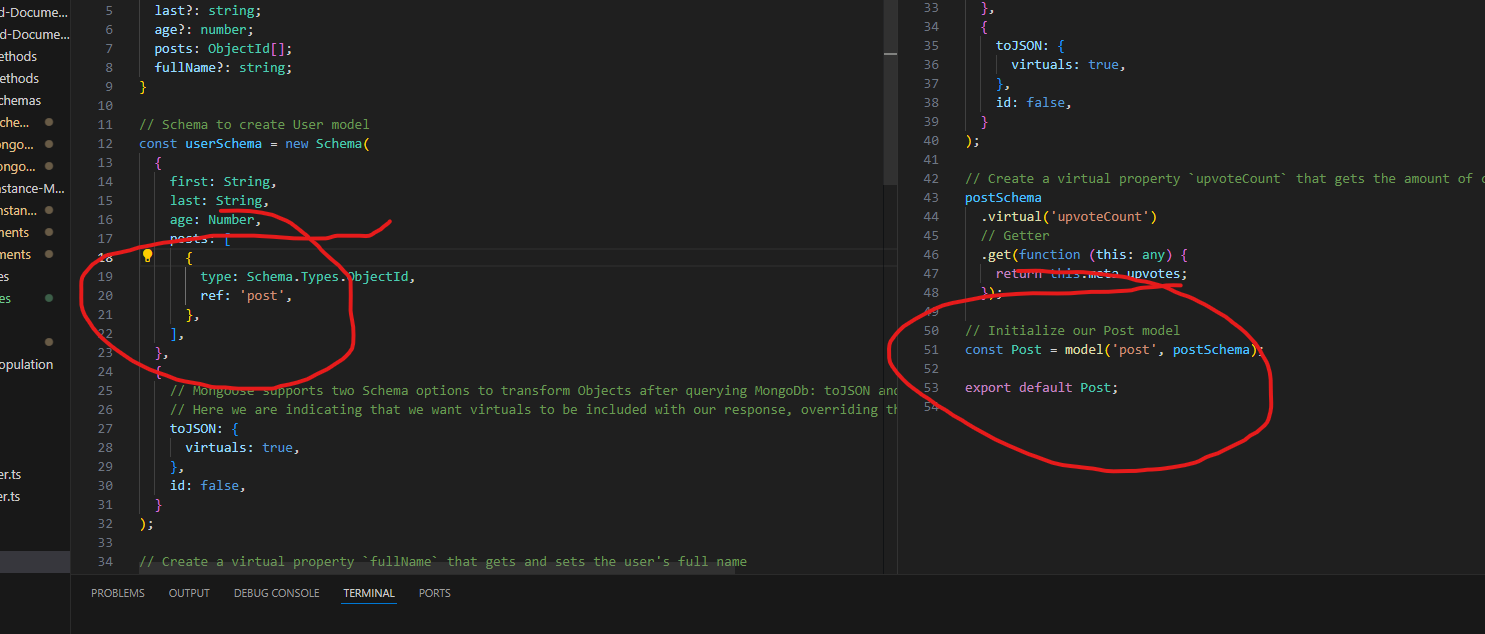 d-Docume...
d-Docume...
ethods
ethods
chemas
che...
ongo...
ongo...
nstance-M...
nstan...
ments
ments
es
es
opulation
er.ts
er.ts
5 last?: string;
6 age?: number;
7 posts: ObjectId[];
8 fullName?: string;
9 }
10
11 // Schema to create User model
12 const userSchema = new Schema(
13 {
14 first: String,
15 last: String,
16 age: Number,
17 posts: [
18 {
19 type: Schema.Types.ObjectId,
20 ref: 'post',
21 },
22 ],
23 },
24 {
25 // Mongoose supports two Schema options to transform Objects after querying MongoDb: toJSON and
26 // Here we are indicating that we want virtuals to be included with our response, overriding th
27 toJSON: {
28 virtuals: true,
29 },
30 id: false,
31 }
32 );
33
34 // Create a virtual property `fullName` that gets and sets the user's full name
33 },
34 {
35 toJSON: {
36 virtuals: true,
37 },
38 id: false,
39 }
40 );
41
42 // Create a virtual property `upvoteCount` that gets the amount of c
43 postSchema
44 .virtual('upvoteCount')
45 // Getter
46 .get(function (this: any) {
47 return this.meta.upvotes;
48 });
49
50 // Initialize our Post model
51 const Post = model('post', postSchema);
52
53 export default Post;
54
PROBLEMS OUTPUT DEBUG CONSOLE TERMINAL PORTS